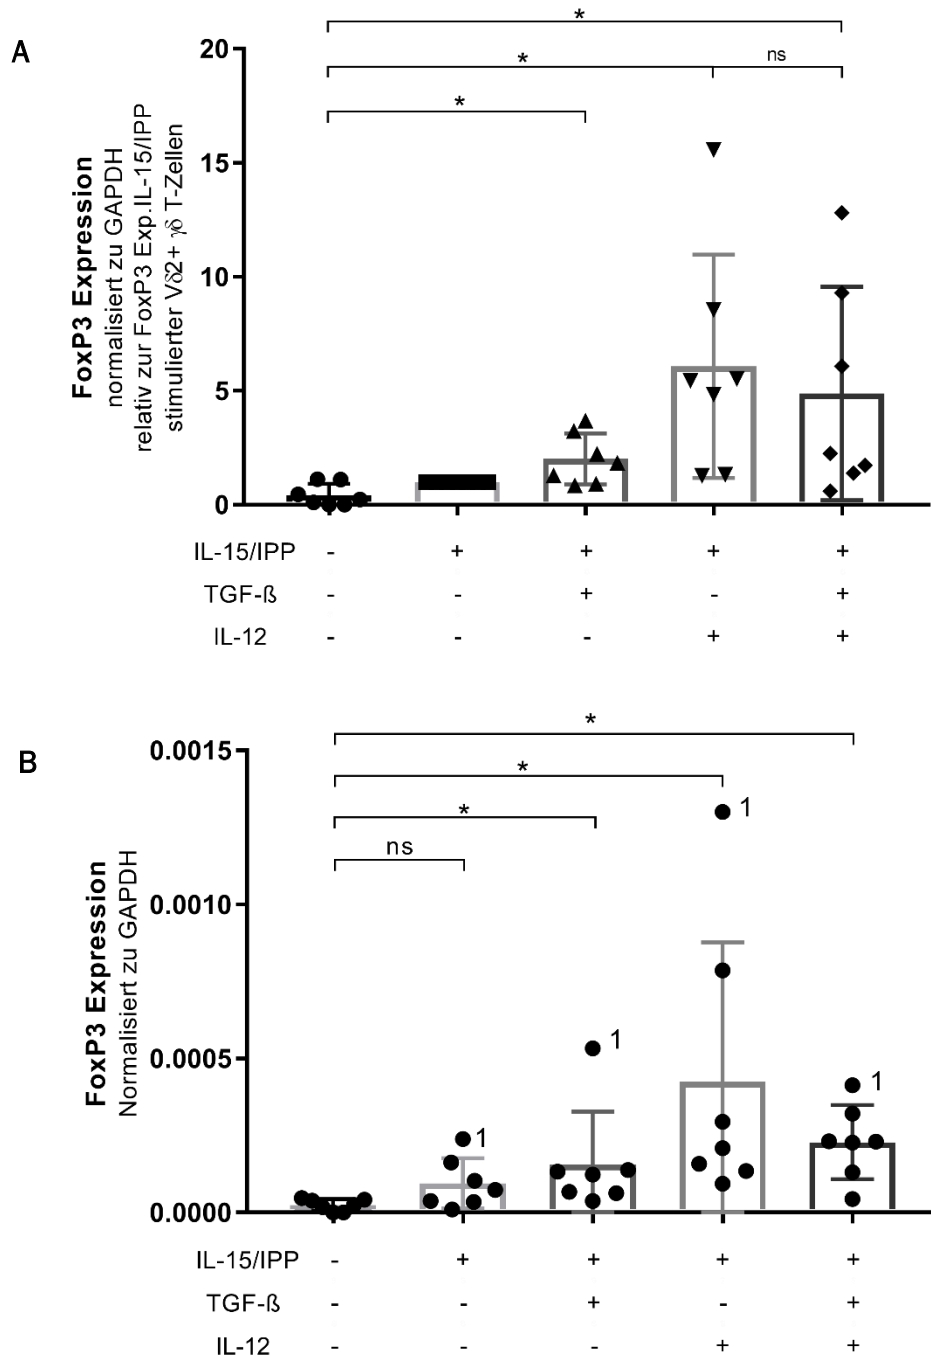 A
*
*
ns
*
20
15
10
5
0
FoxP3 Expression
normalisiert zu GAPDH
relativ zur FoxP3 Exp.IL-15/IPP
stimulierter Vδ2+ γδ T-Zellen
IL-15/IPP - + + + +
TGF-ß - - + - +
IL-12 - - - + +
B
*
*
*
ns
0.0015
0.0010
0.0005
0.0000
FoxP3 Expression
Normalisiert zu GAPDH
1
1
1
1
IL-15/IPP - + + + +
TGF-ß - - + - +
IL-12 - - - + +